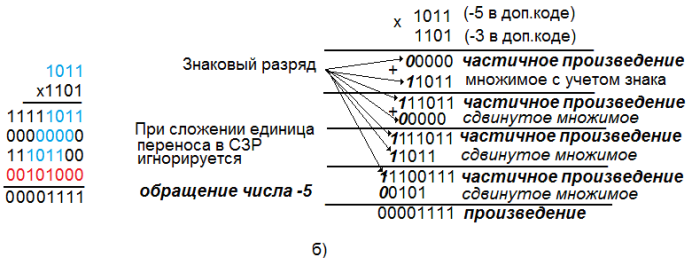 1011
x1101
11111011
00000000
11101100
00101000
00001111
Знаковый разряд
При сложении единица
переноса в СЗР
игнорируется
обращение числа -5
x 1011 (-5 в доп.коде)
1101 (-3 в доп.коде)
00000 частичное произведение
+
11011 множимое с учетом знака
111011 частичное произведение
+
00000 сдвинутое множимое
1111011 частичное произведение
11011 сдвинутое множимое
11100111 частичное произведение
00101 сдвинутое множимое
00001111 произведение
б)